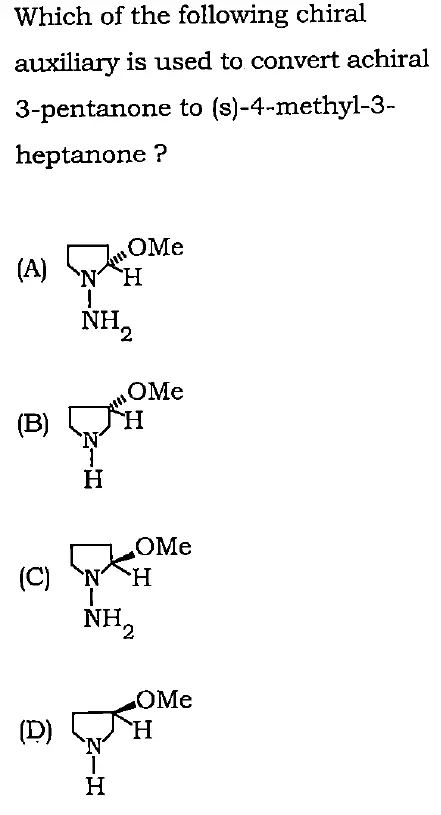 Which of the following chiral
auxiliary is used to convert achiral
3-pentanone to (s)-4-methyl-3-
heptanone ?
(A) OMe
N H
NH2
(B) OMe
H
N
H
(C) OMe
N H
NH2
(D) OMe
H
N
H